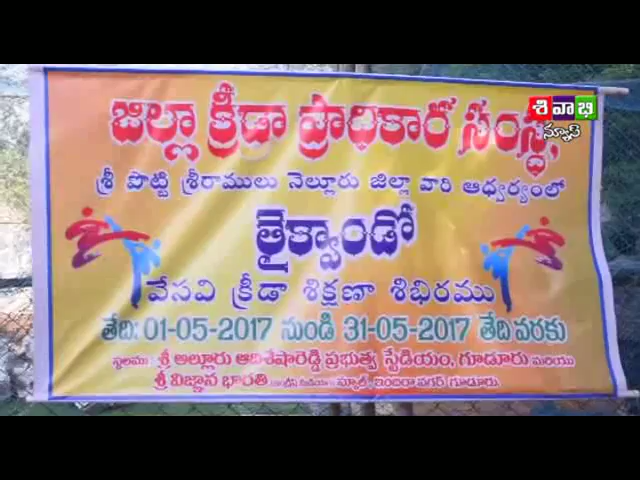 శివాభి
న్యూస్
జిల్లా క్రీడా ప్రాధికార సంస్థ,
శ్రీ పొట్టి శ్రీరాములు నెల్లూరు జిల్లా వారి ఆధ్వర్యంలో
తైక్వాండో
వేసవి క్రీడా శిక్షణా శిభిరము
తేది: 01-05-2017 నుండి 31-05-2017 తేది వరకు
స్థలము: శ్రీ అల్లూరు ఆదిశేషారెడ్డి ప్రభుత్వ స్టేడియం, గూడూరు మరియు
శ్రీ విజ్ఞాన భారతి స్కూల్, ఇందిరానగర్, గూడూరు.